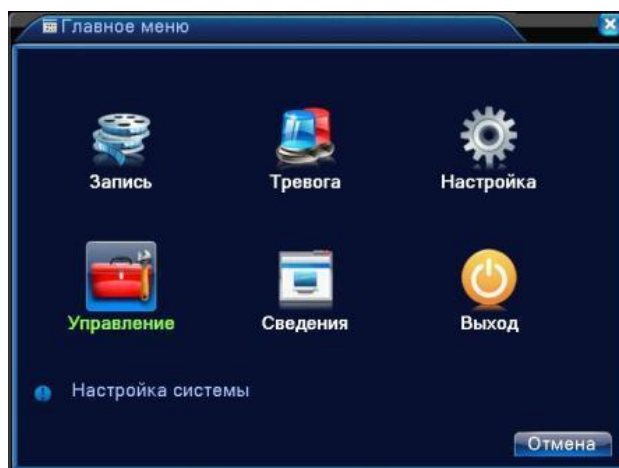 Главное меню
Запись Тревога Настройка
Управление Сведения Выход
Настройка системы
Отмена